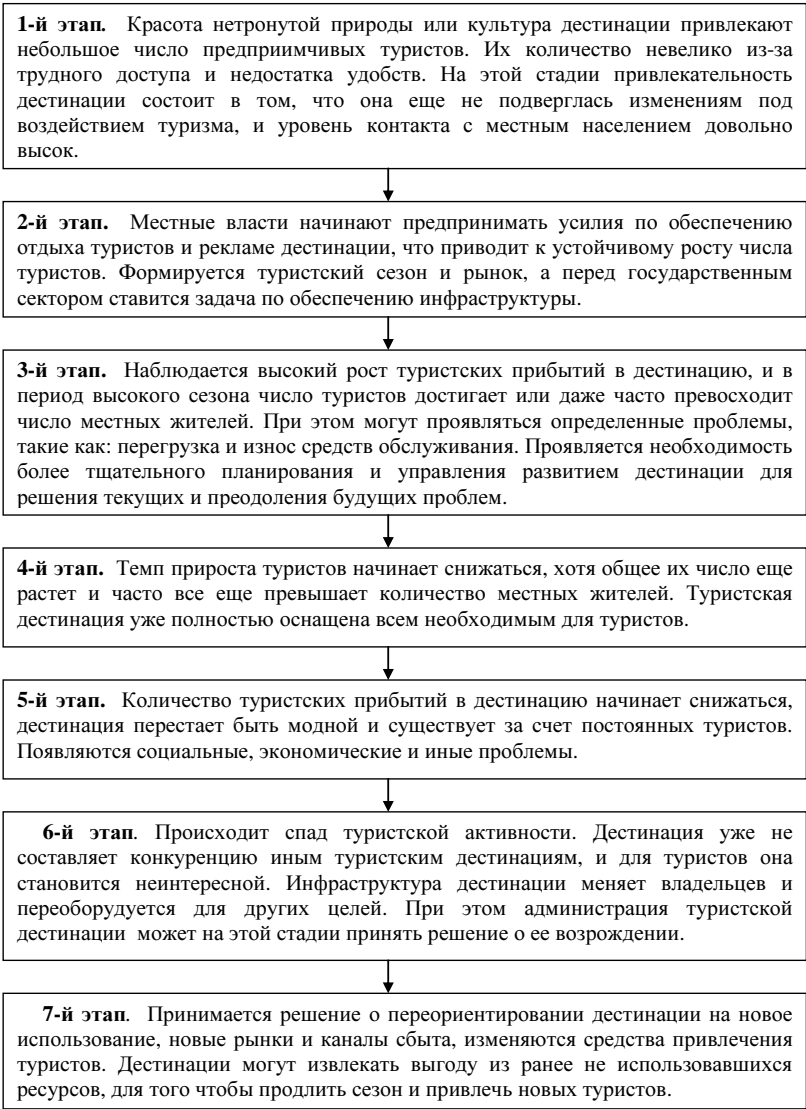 1-й этап. Красота нетронутой природы или культура дестинации привлекают
небольшое число предприимчивых туристов. Их количество невелико из-за
трудного доступа и недостатка удобств. На этой стадии привлекательность
дестинации состоит в том, что она еще не подверглась изменениям под
воздействием туризма, и уровень контакта с местным населением довольно
высок.
2-й этап. Местные власти начинают предпринимать усилия по обеспечению
отдыха туристов и рекламе дестинации, что приводит к устойчивому росту числа
туристов. Формируется туристский сезон и рынок, а перед государственным
сектором ставится задача по обеспечению инфраструктуры.
3-й этап. Наблюдается высокий рост туристских прибытий в дестинацию, и в
период высокого сезона число туристов достигает или даже часто превосходит
число местных жителей. При этом могут проявляться определенные проблемы,
такие как: перегрузка и износ средств обслуживания. Проявляется необходимость
более тщательного планирования и управления развитием дестинации для
решения текущих и преодоления будущих проблем.
4-й этап. Темп прироста туристов начинает снижаться, хотя общее их число еще
растет и часто все еще превышает количество местных жителей. Туристская
дестинация уже полностью оснащена всем необходимым для туристов.
5-й этап. Количество туристских прибытий в дестинацию начинает снижаться,
дестинация перестает быть модной и существует за счет постоянных туристов.
Появляются социальные, экономические и иные проблемы.
6-й этап. Происходит спад туристской активности. Дестинация уже не
составляет конкуренцию иным туристским дестинациям, и для туристов она
становится неинтересной. Инфраструктура дестинации меняет владельцев и
переоборудуется для других целей. При этом администрация туристской
дестинации может на этой стадии принять решение о ее возрождении.
7-й этап. Принимается решение о переориентировании дестинации на новое
использование, новые рынки и каналы сбыта, изменяются средства привлечения
туристов. Дестинации могут извлекать выгоду из ранее не использовавшихся
ресурсов, для того чтобы продлить сезон и привлечь новых туристов.